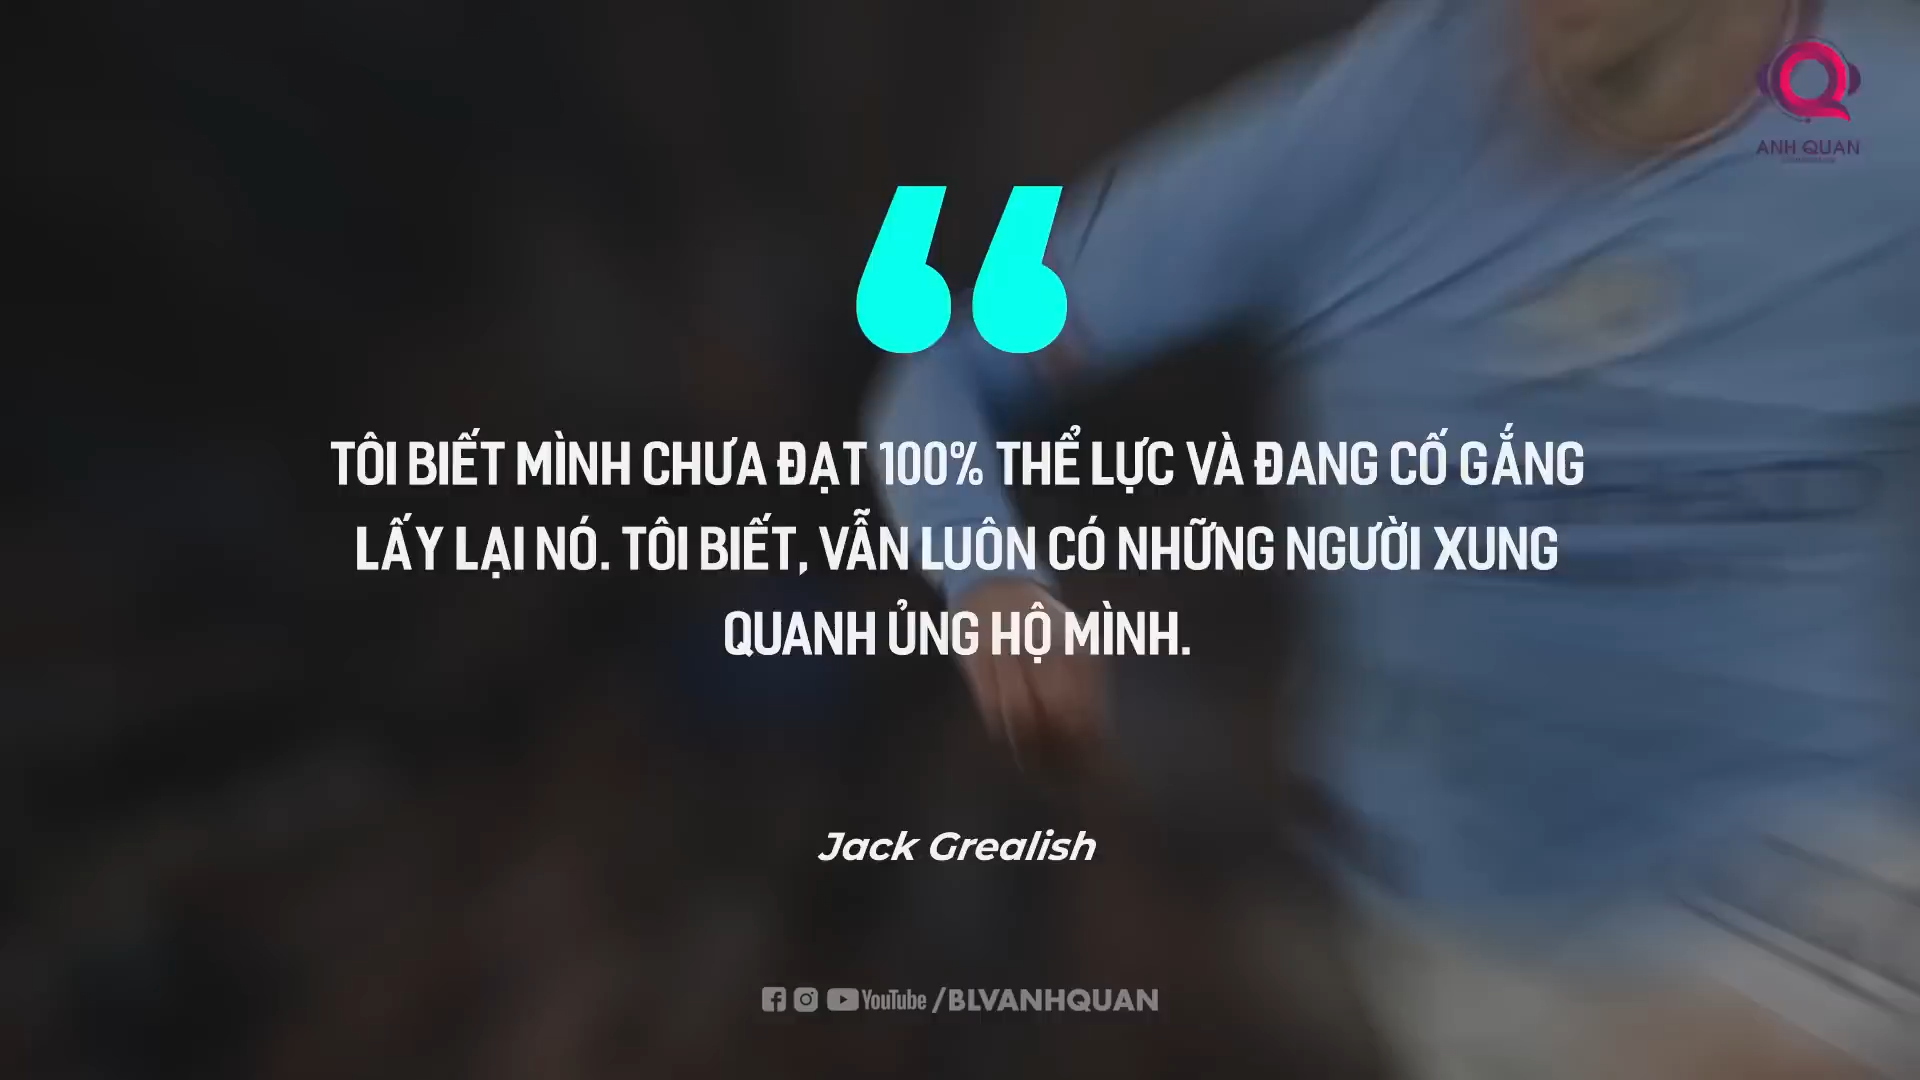 ANH QUAN
TÔI BIẾT MÌNH CHƯA ĐẠT 100% THỂ LỰC VÀ ĐANG CỐ GẮNG
LẤY LẠI NÓ. TÔI BIẾT, VẪN LUÔN CÓ NHỮNG NGƯỜI XUNG
QUANH ỦNG HỘ MÌNH.
Jack Grealish
YouTube /BLVANHQUAN